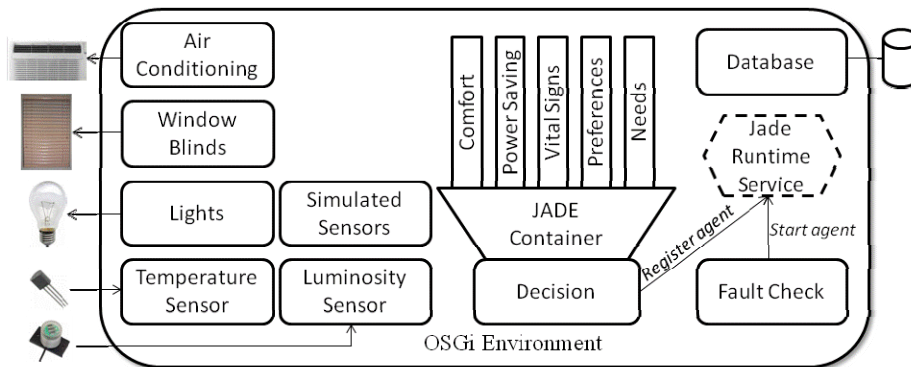 Air
Conditioning
Window
Blinds
Lights
Simulated
Sensors
Temperature
Sensor
Luminosity
Sensor
Comfort
Power Saving
Vital Signs
Preferences
Needs
JADE
Container
Decision
Database
Jade
Runtime
Service
Register agent
Start agent
Fault Check
OSGi Environment